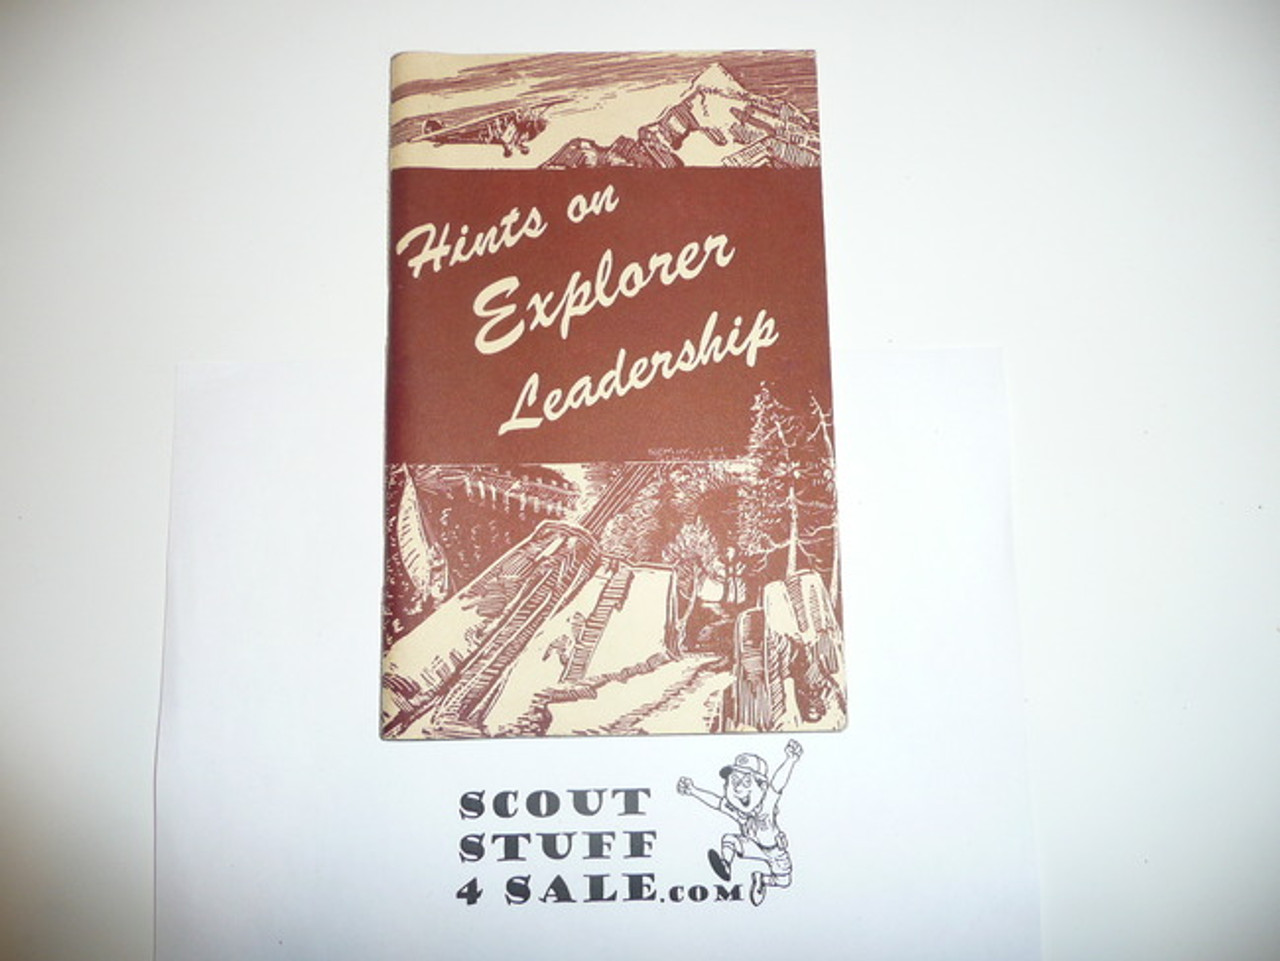 Hints on
Explorer
Leadership
SCOUT
STUFF
4 SALE.COM